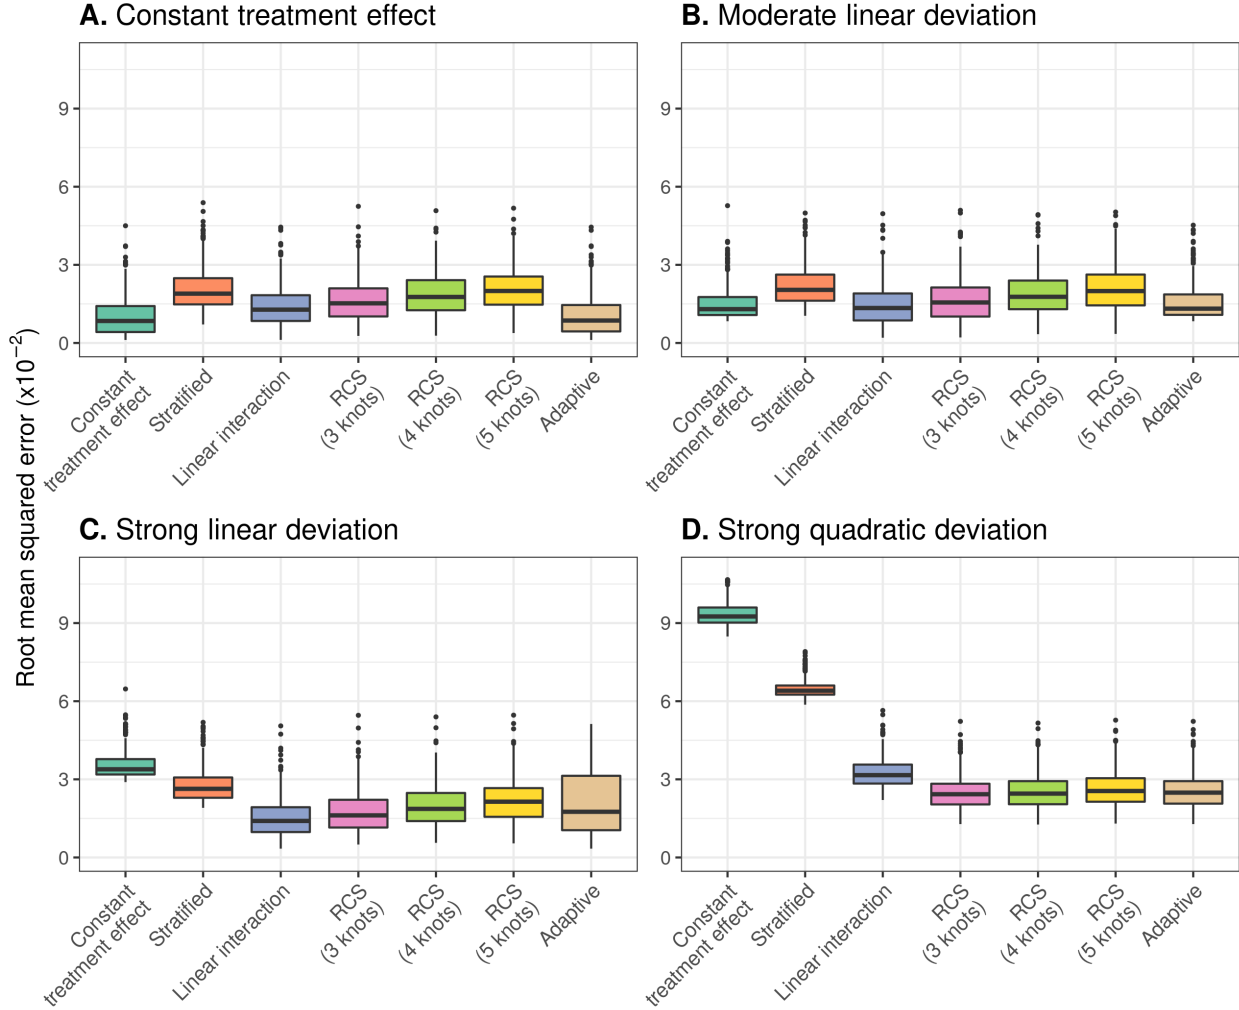 A. Constant treatment effect
9
6
3
0
Constant
treatment effect
Stratified
Linear interaction
RCS
(3 knots)
RCS
(4 knots)
RCS
(5 knots)
Adaptive
B. Moderate linear deviation
9
6
3
0
Constant
treatment effect
Stratified
Linear interaction
RCS
(3 knots)
RCS
(4 knots)
RCS
(5 knots)
Adaptive
Root mean squared error (x10⁻²)
C. Strong linear deviation
9
6
3
0
Constant
treatment effect
Stratified
Linear interaction
RCS
(3 knots)
RCS
(4 knots)
RCS
(5 knots)
Adaptive
D. Strong quadratic deviation
9
6
3
0
Constant
treatment effect
Stratified
Linear interaction
RCS
(3 knots)
RCS
(4 knots)
RCS
(5 knots)
Adaptive